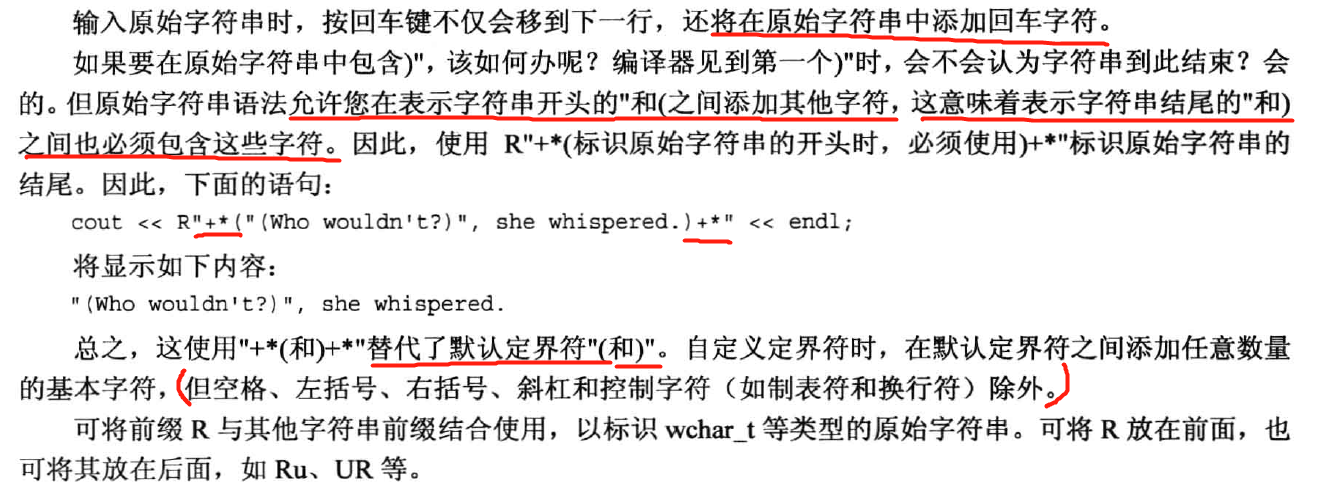 输入原始字符串时，按回车键不仅会移到下一行，还将在原始字符串中添加回车字符。
如果要在原始字符串中包含)"，该如何办呢？编译器见到第一个)"时，会不会认为字符串到此结束？会
的。但原始字符串语法允许您在表示字符串开头的"和(之间添加其他字符，这意味着表示字符串结尾的"和)
之间也必须包含这些字符。因此，使用 R"+*(标识原始字符串的开头时，必须使用)+*"标识原始字符串的
结尾。因此，下面的语句：
cout << R"+*("(Who wouldn't?)", she whispered.)+*" << endl;
将显示如下内容：
"(Who wouldn't?)", she whispered.
总之，这使用"+*(和)+*"替代了默认定界符"(和)"。自定义定界符时，在默认定界符之间添加任意数量
的基本字符，但空格、左括号、右括号、斜杠和控制字符（如制表符和换行符）除外。
可将前缀 R 与其他字符串前缀结合使用，以标识 wchar_t 等类型的原始字符串。可将 R 放在前面，也
可将其放在后面，如 Ru、UR 等。